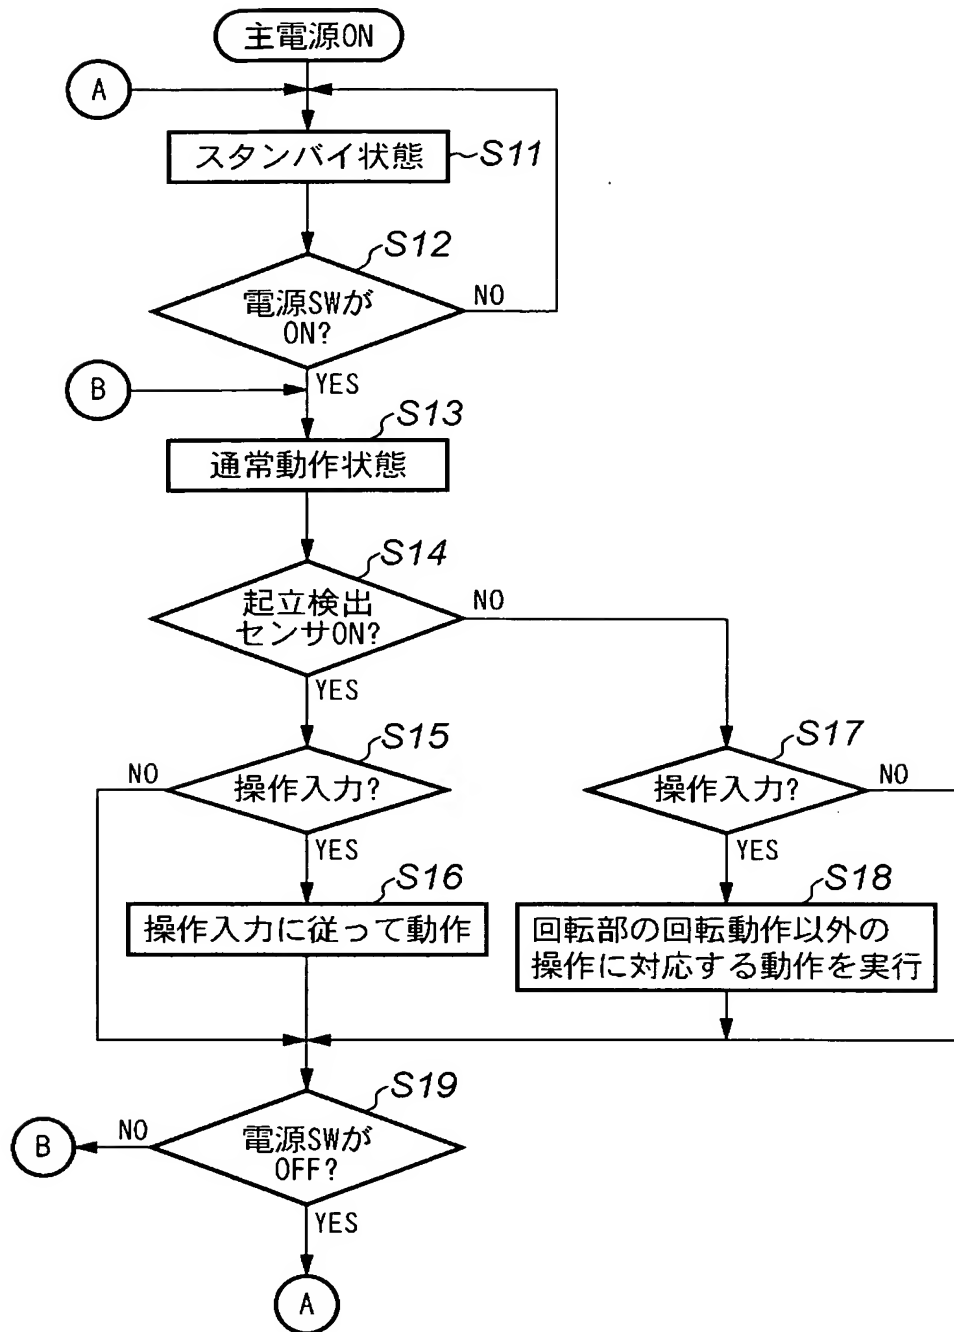 主電源ON
A
スタンバイ状態
S11
S12
電源SWが
ON?
NO
YES
B
S13
通常動作状態
S14
起立検出
センサON?
NO
YES
S15
操作入力?
NO
YES
S17
操作入力?
NO
YES
S16
操作入力に従って動作
S18
回転部の回転動作以外の
操作に対応する動作を実行
S19
電源SWが
OFF?
NO
B
YES
A